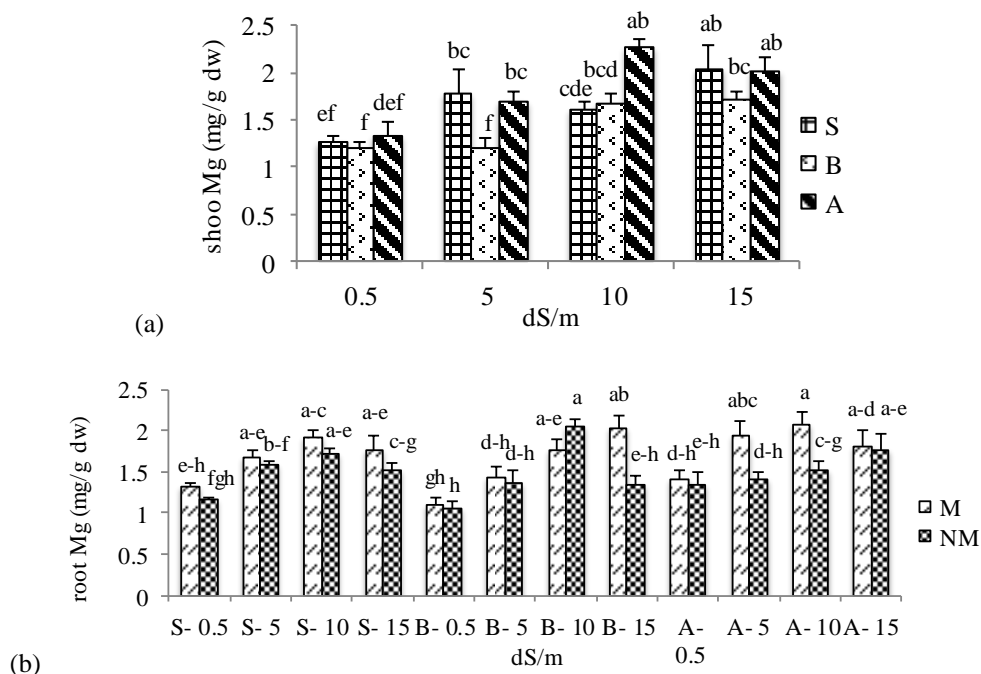 ab
2.5
ab
ab
bc
bcd
bc
bc
2
cde
def
ef
f
f
1.5
1
0.5
0
shoo Mg (mg/g dw)
S
B
A
0.5 5 10 15
dS/m
(a)
2.5
a
ab
a
a-c
a-e
abc
a-d
a-e
2
a-e
a-e
a-e
b-f
c-g
d-h
d-h
e-h
d-h
e-h
d-h
c-g
1.5
e-h
fgh
gh
h
1
0.5
0
root Mg (mg/g dw)
M
NM
S- 0.5 S- 5 S- 10 S- 15 B- 0.5 B- 5 B- 10 B- 15 A- 0.5 A- 5 A- 10 A- 15
dS/m
(b)